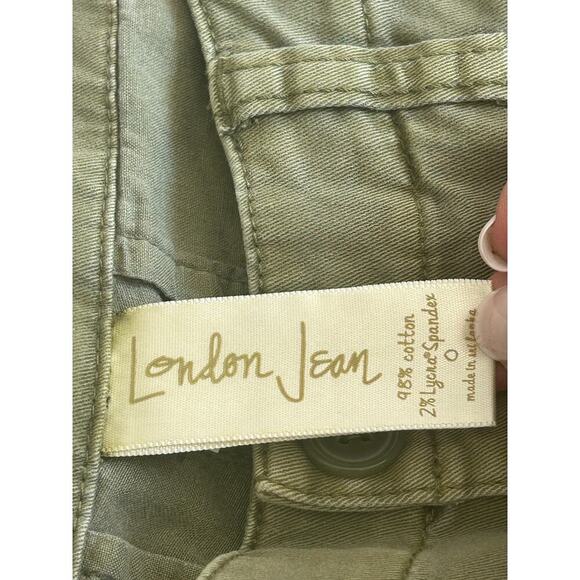 London Jean
98% cotton
2% Lycra® Spandex
0
made in sri lanka